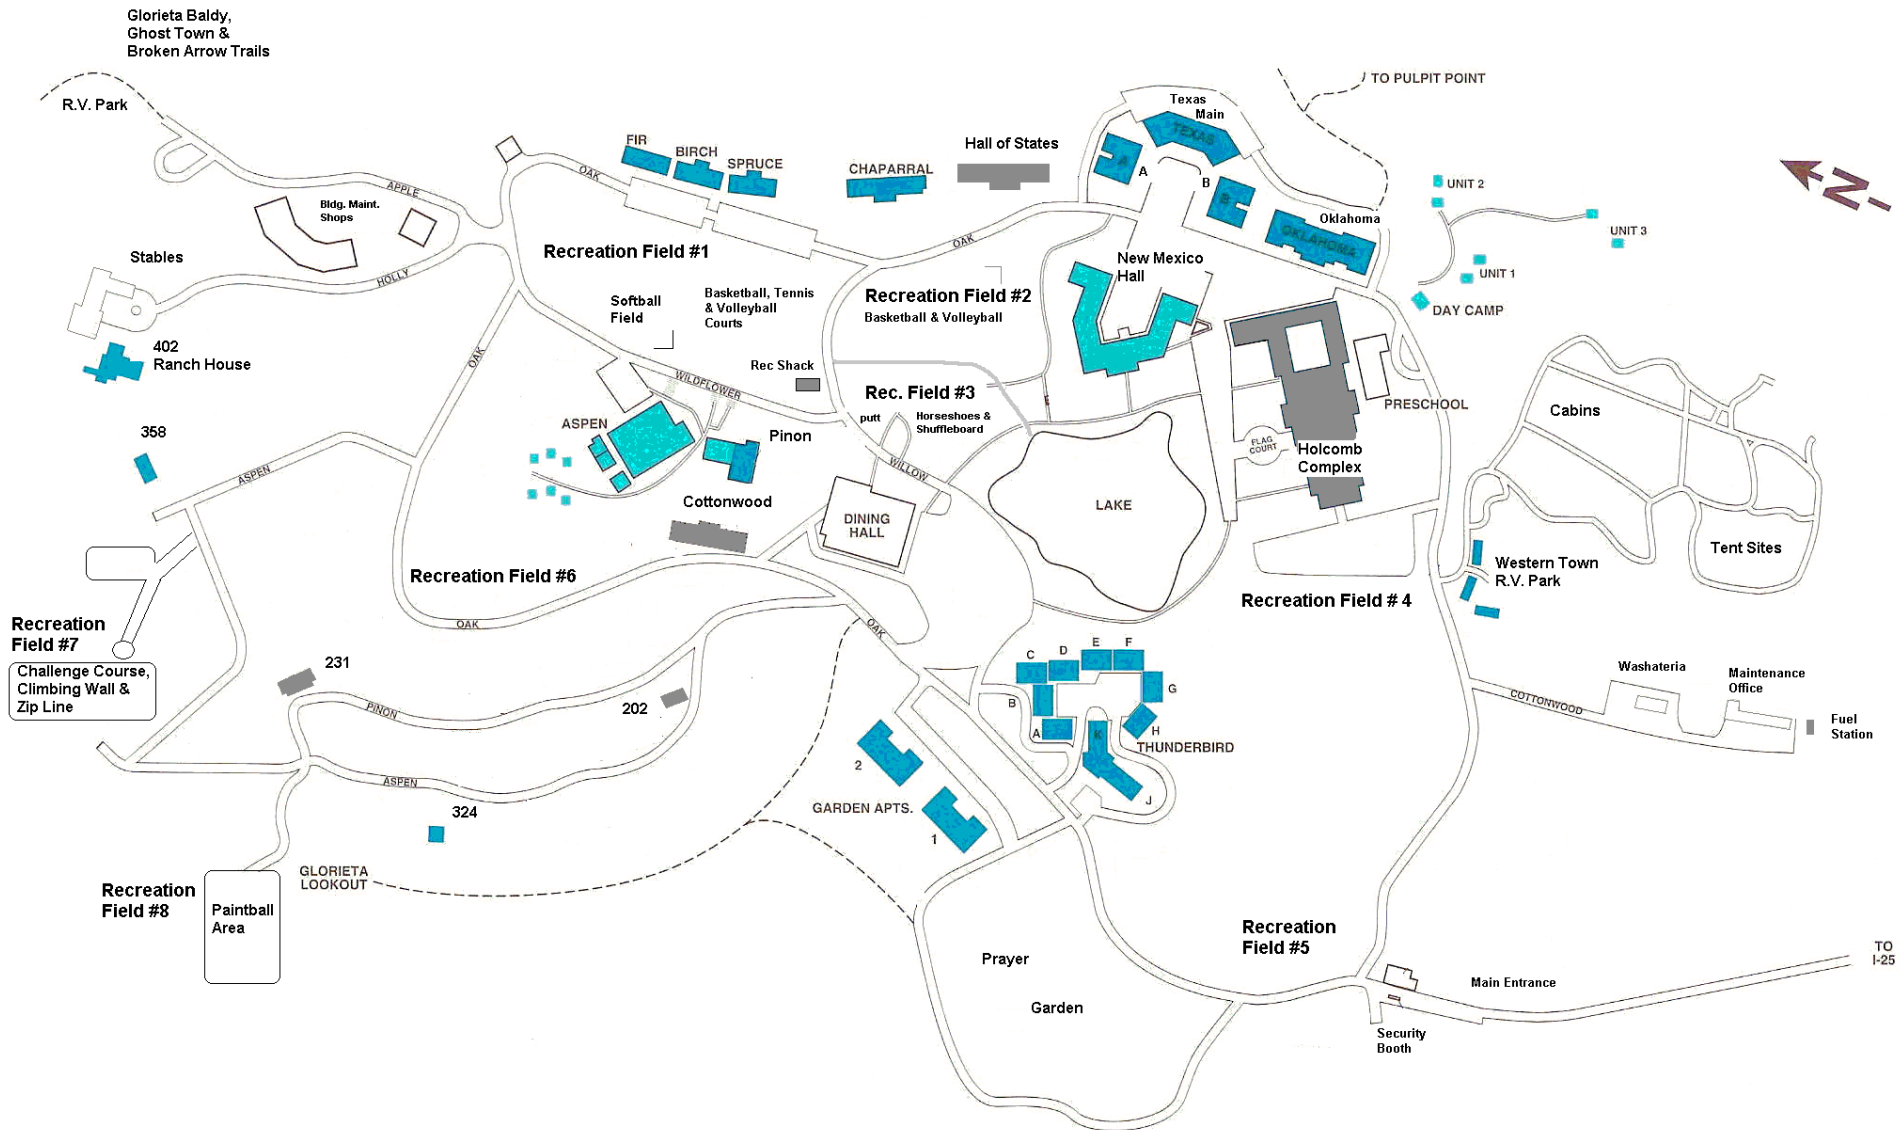 Glorieta Baldy,
Ghost Town &
Broken Arrow Trails
R.V. Park
TO PULPIT POINT
Texas
Main
TEXAS
A
A
B
B
Hall of States
FIR
BIRCH
SPRUCE
CHAPARRAL
OAK
APPLE
Bldg. Maint.
Shops
Stables
HOLLY
402
Ranch House
Recreation Field #1
Softball
Field
Basketball, Tennis
& Volleyball
Courts
OAK
Recreation Field #2
Basketball & Volleyball
New Mexico
Hall
Oklahoma
OKLAHOMA
UNIT 2
UNIT 3
UNIT 1
DAY CAMP
N
OAK
WILDFLOWER
Rec Shack
Rec. Field #3
putt
Horseshoes &
Shuffleboard
PRESCHOOL
Cabins
358
ASPEN
ASPEN
Pinon
WILLOW
FLAG
COURT
Holcomb
Complex
Cottonwood
DINING
HALL
LAKE
Tent Sites
Western Town
R.V. Park
Recreation Field #6
OAK
OAK
Recreation Field # 4
Recreation
Field #7
Challenge Course,
Climbing Wall &
Zip Line
231
202
PINON
C
D
E
F
G
B
A
K
H
J
THUNDERBIRD
Washateria
Maintenance
Office
COTTONWOOD
Fuel
Station
ASPEN
324
2
GARDEN APTS.
1
GLORIETA
LOOKOUT
Recreation
Field #8
Paintball
Area
Prayer
Garden
Recreation
Field #5
Main Entrance
TO
I-25
Security
Booth